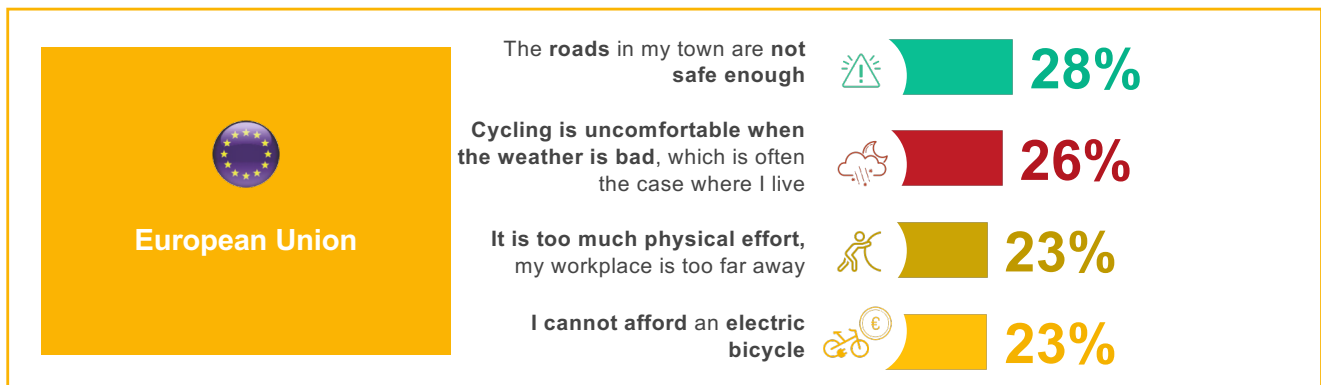 European Union
The roads in my town are not
safe enough
28%
Cycling is uncomfortable when
the weather is bad, which is often
the case where I live
26%
It is too much physical effort,
my workplace is too far away
23%
I cannot afford an electric
bicycle
€
23%